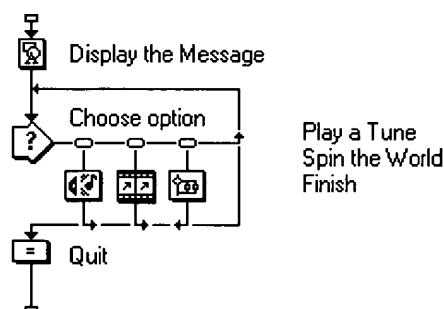 Display the Message
Choose option
?
Play a Tune
Spin the World
Finish
=
Quit